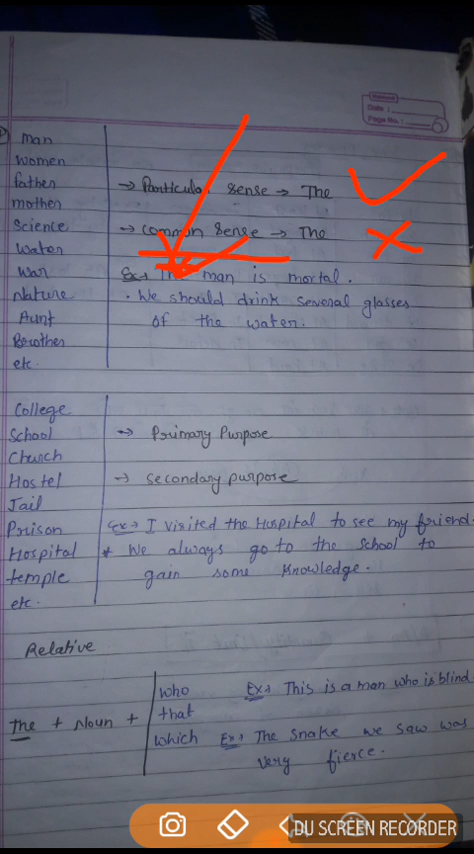 Date :
Page No. :
Man
Women
father
mother
Science
Water
War
Nature
Aunt
Brother
etc.
→ Particular sense → The
→ common sense → The
Ex→ The man is mortal.
• We should drink several glasses
of the water.
College
School
Church
Hostel
Jail
Prison
Hospital
temple
etc.
→ Primary Purpose
→ secondary purpose
Ex→ I visited the Hospital to see my friend.
* We always go to the school to
gain some knowledge.
Relative
The + Noun +
who
that
which
Ex→ This is a man who is blind
Ex→ The snake we saw was
very fierce.
DU SCREEN RECORDER